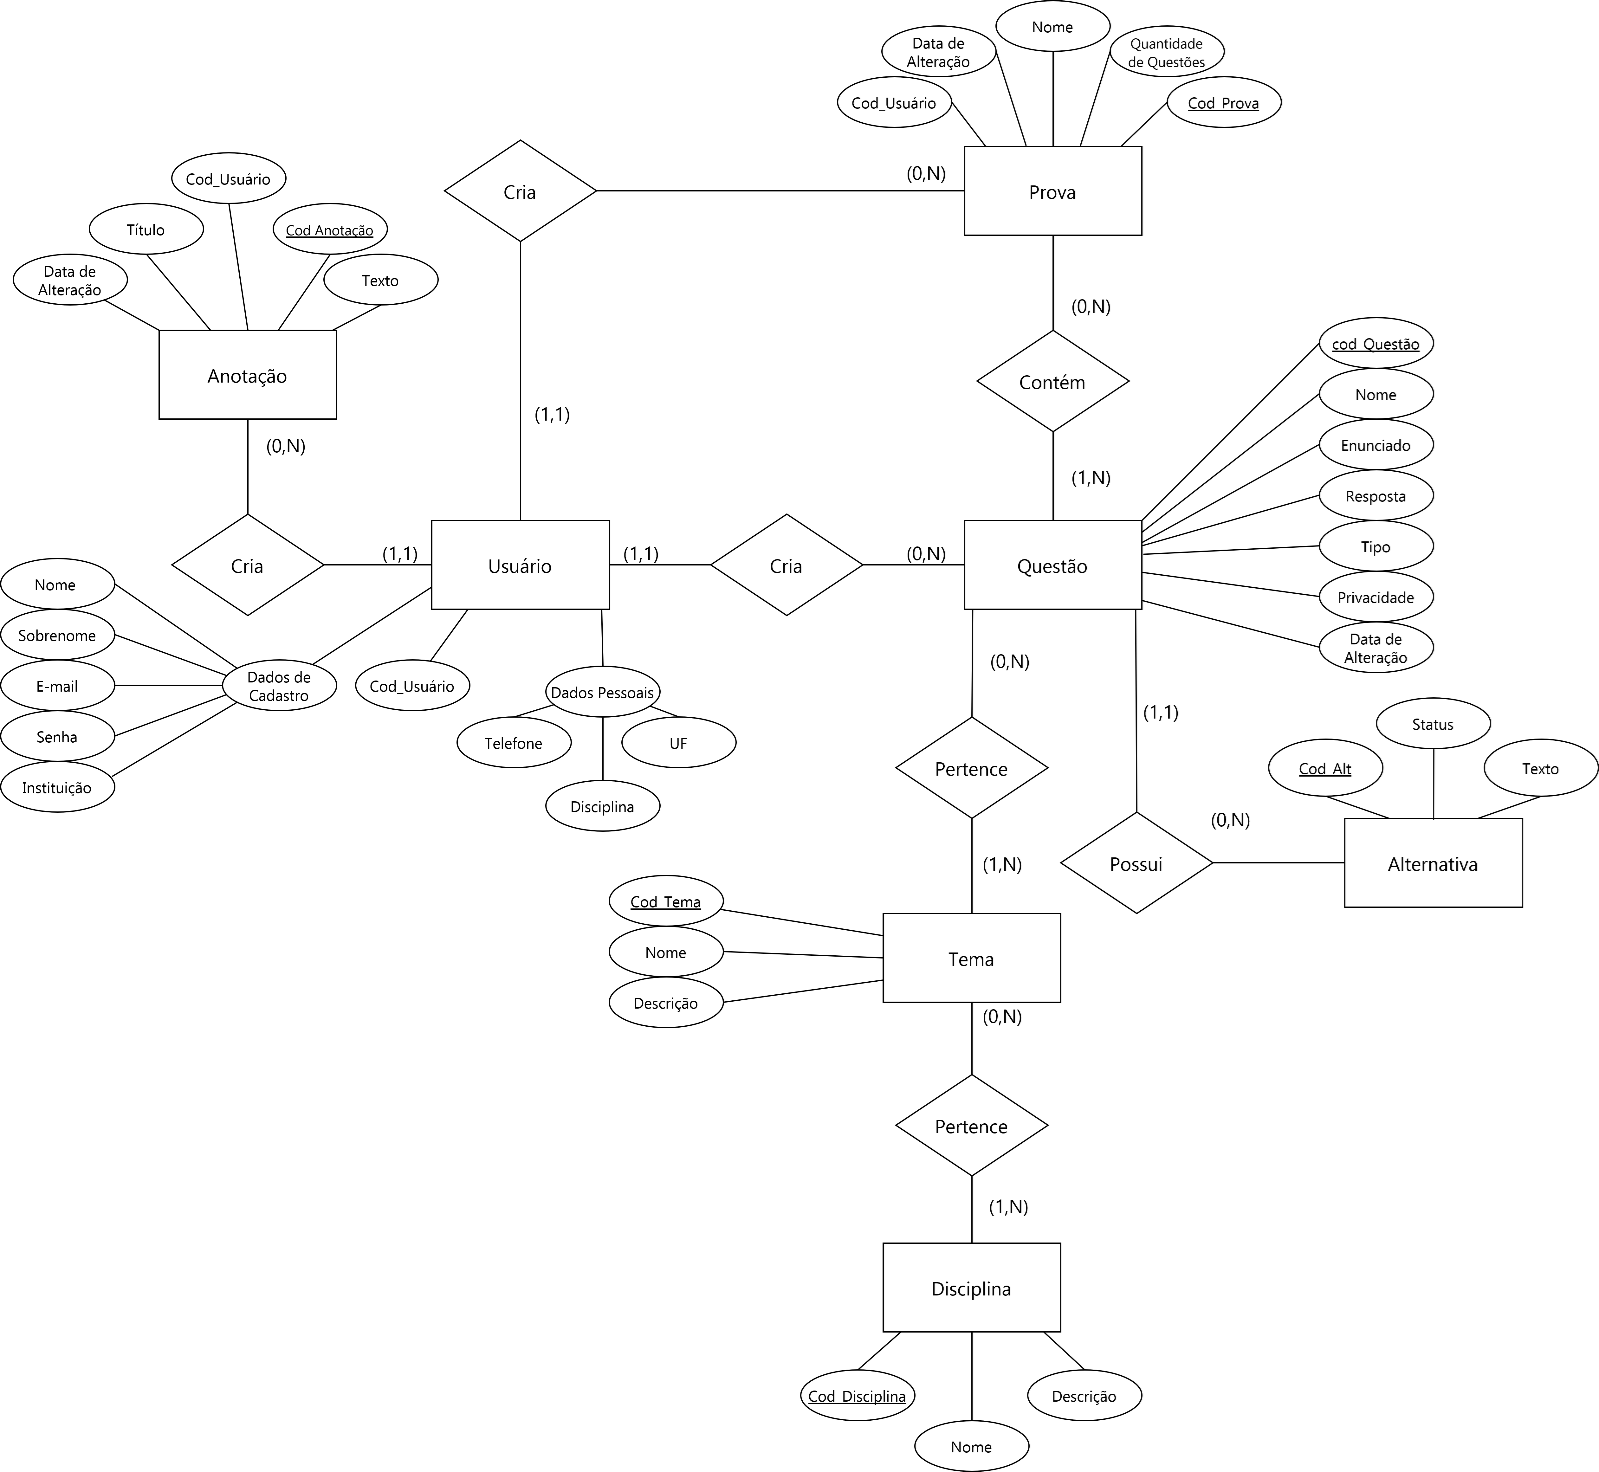 Nome
Data de
Alteração
Quantidade
de Questões
Cod_Usuário
Cod_Prova
Cria
(0,N)
Prova
Cod_Usuário
Título
Cod Anotação
Data de
Alteração
Texto
Anotação
(0,N)
(1,1)
(0,N)
Contém
(1,N)
cod_Questão
Nome
Enunciado
Resposta
Tipo
Privacidade
Data de
Alteração
Cria
(1,1)
Usuário
(1,1)
Cria
(0,N)
Questão
Nome
Sobrenome
E-mail
Senha
Instituição
Dados de
Cadastro
Cod_Usuário
Dados Pessoais
Telefone
UF
Disciplina
(0,N)
(1,1)
Pertence
(1,N)
Status
Cod_Alt
Texto
Possui
(0,N)
Alternativa
Cod_Tema
Nome
Descrição
Tema
(0,N)
Pertence
(1,N)
Disciplina
Cod_Disciplina
Nome
Descrição